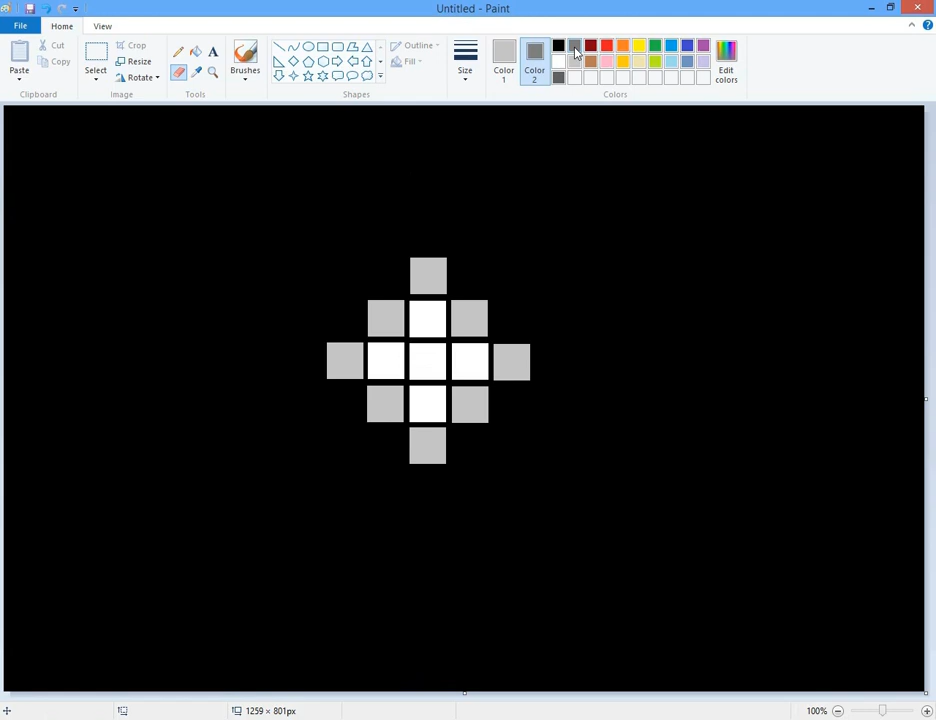 Untitled - Paint
File Home View
Paste Cut Copy Clipboard
Select Crop Resize Rotate Image
A Tools
Brushes
Outline Fill Shapes
Size
Color 1 Color 2 Edit colors Colors
1259 × 801px 100%